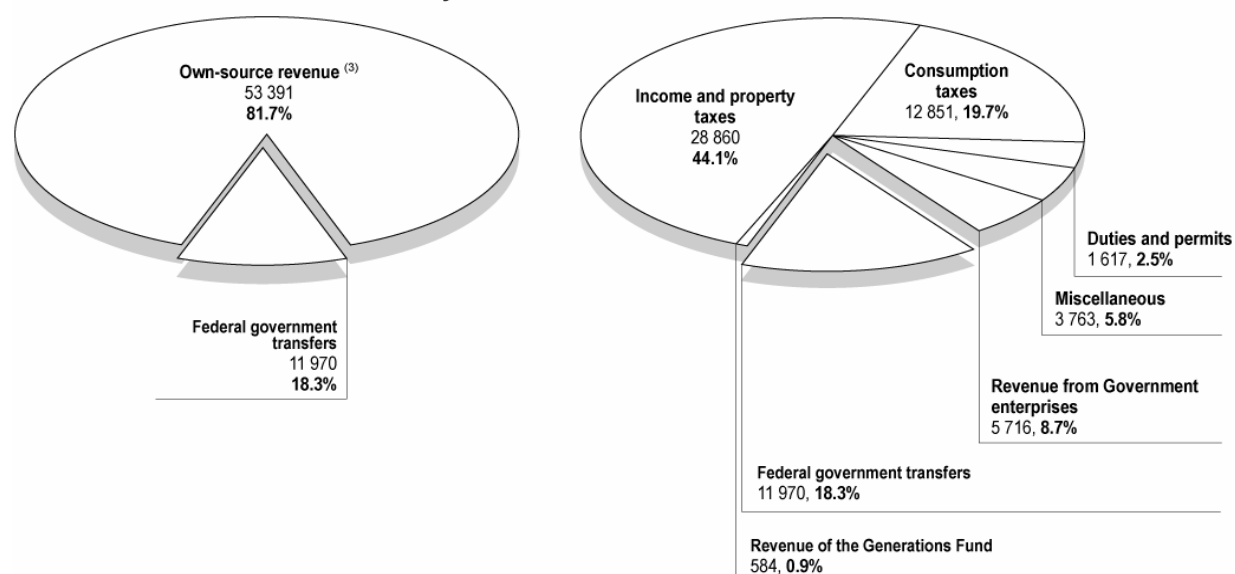 Own-source revenue (3)
53 391
81.7%
Federal government
transfers
11 970
18.3%
Income and property
taxes
28 860
44.1%
Consumption
taxes
12 851, 19.7%
Duties and permits
1 617, 2.5%
Miscellaneous
3 763, 5.8%
Revenue from Government
enterprises
5 716, 8.7%
Federal government transfers
11 970, 18.3%
Revenue of the Generations Fund
584, 0.9%